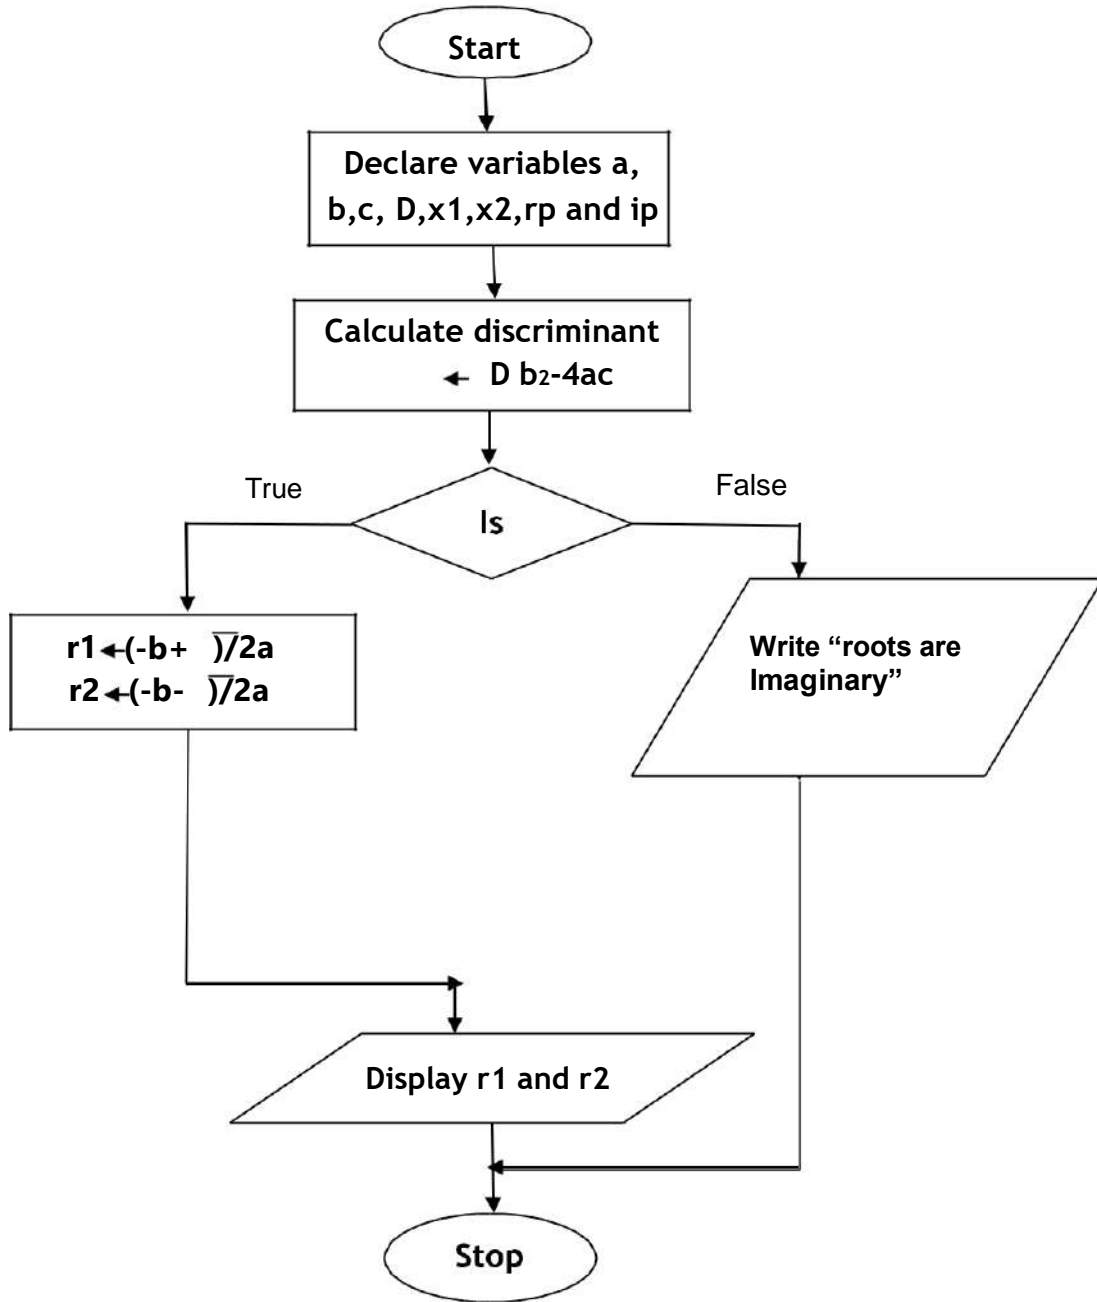 Start
Declare variables a,
b,c, D,x1,x2,rp and ip
Calculate discriminant
← D b2-4ac
True
False
Is
r1←(-b+ )/2a
r2←(-b- )/2a
Write “roots are
Imaginary”
Display r1 and r2
Stop